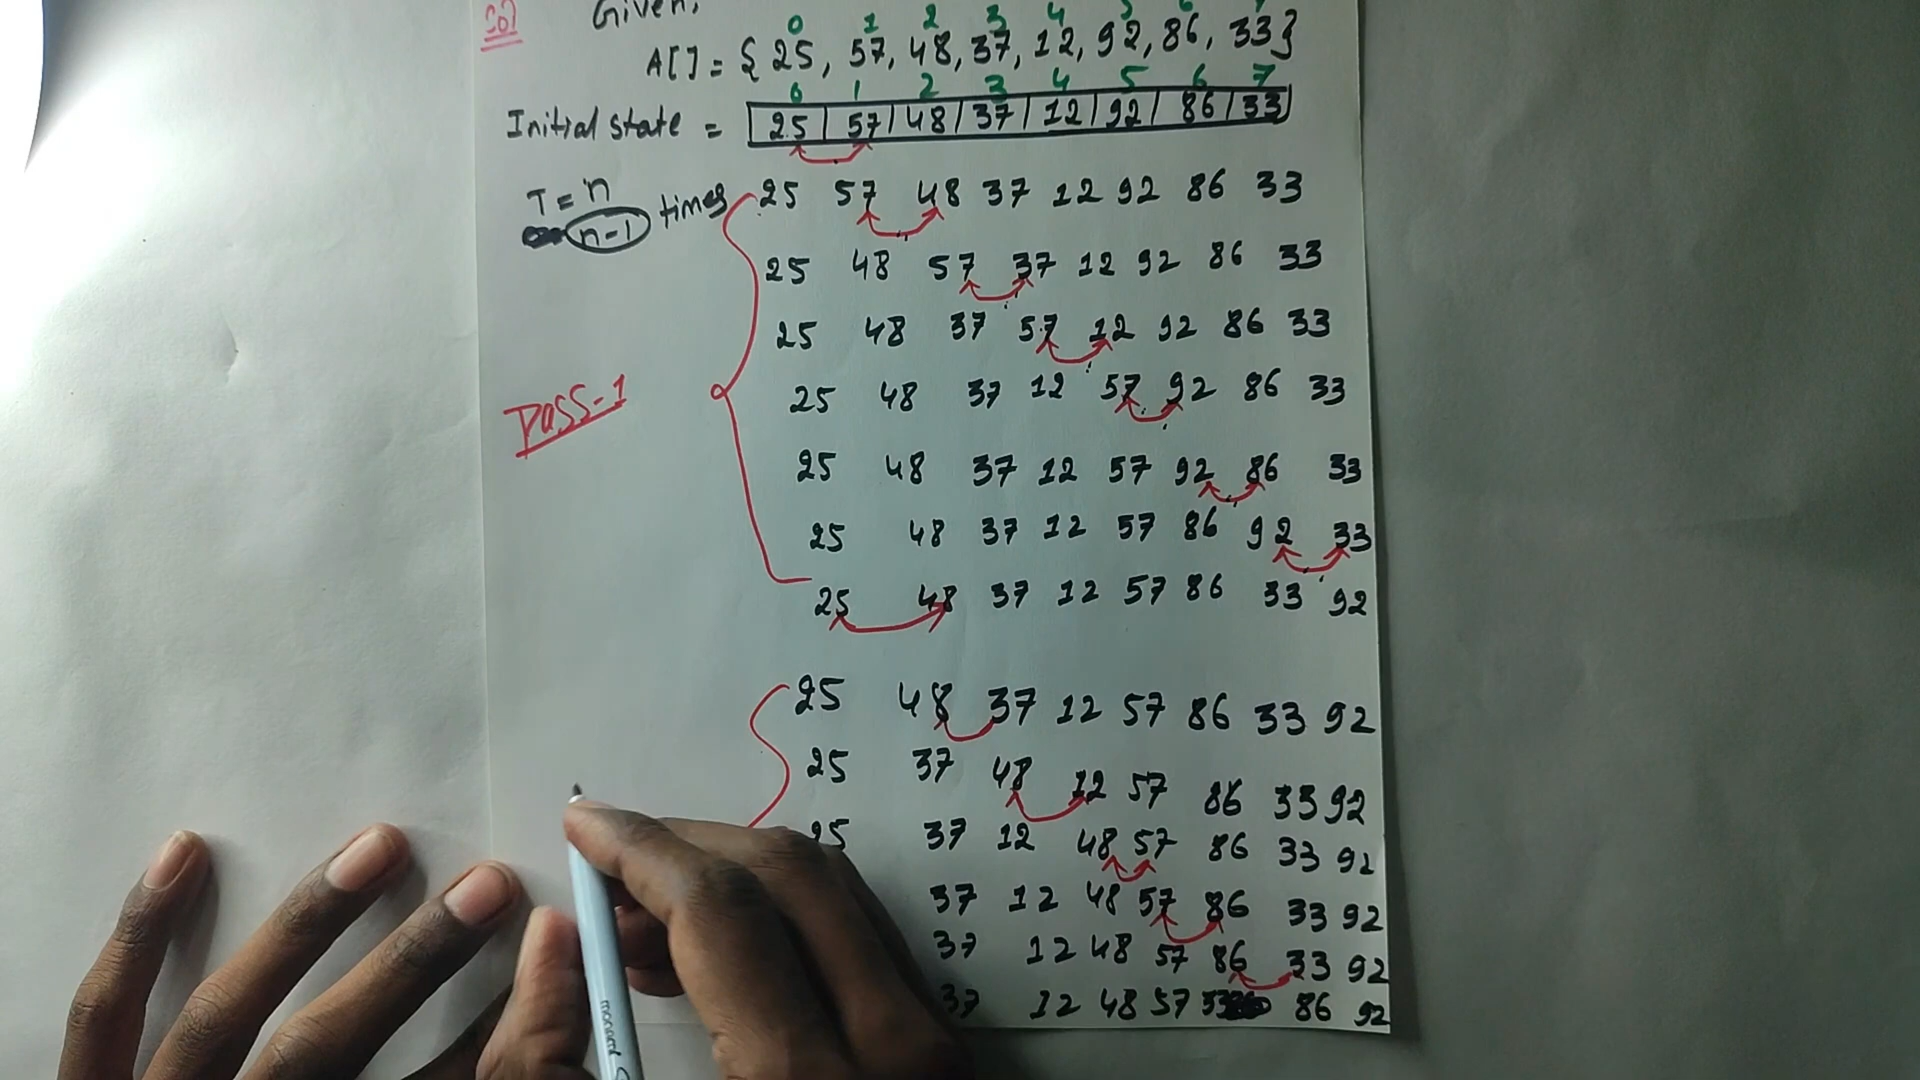 Given,
0 1 2 3 4 5 6 7
A[] = { 25, 57, 48, 37, 12, 92, 86, 33}
0 1 2 3 4 5 6 7
Initial state = 25 | 57 | 48 | 37 | 12 | 92 | 86 | 33
T = n
n-1 times
25 57 48 37 12 92 86 33
25 48 57 37 12 92 86 33
25 48 37 57 12 92 86 33
Pass-1
25 48 37 12 57 92 86 33
25 48 37 12 57 92 86 33
25 48 37 12 57 86 92 33
25 48 37 12 57 86 33 92
25 48 37 12 57 86 33 92
25 37 48 12 57 86 33 92
25 37 12 48 57 86 33 92
37 12 48 57 86 33 92
37 12 48 57 86 33 92
37 12 48 57 33 86 92